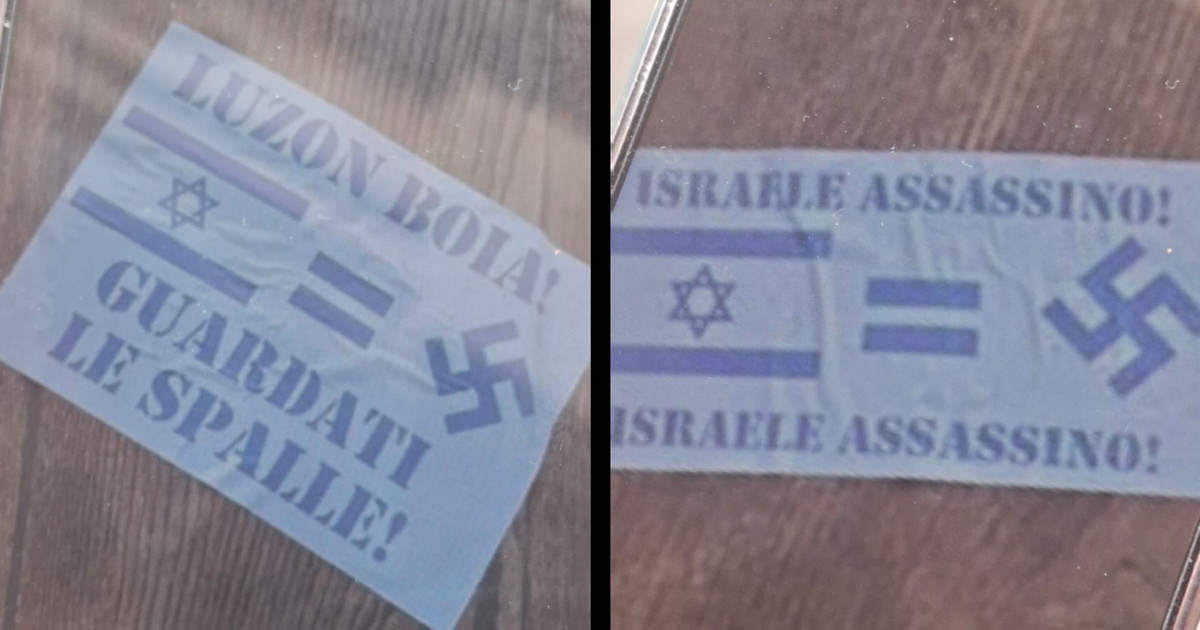 LUZON BOIA!
GUARDATI
LE SPALLE!
ISRAELE ASSASSINO!
ISRAELE ASSASSINO!